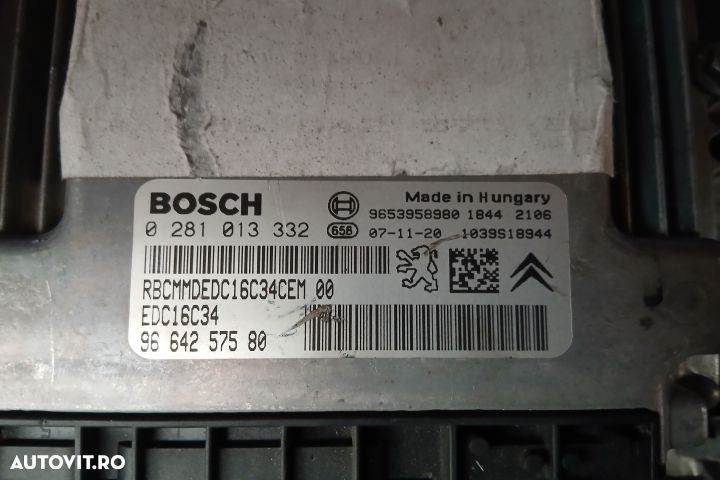 BOSCH
Made in Hungary
9653958980 1844 2106
0 281 013 332 658 07-11-20 1039S18944
RBCMMDEDC16C34CEM 00
EDC16C34
96 642 575 80
AUTOVIT.RO